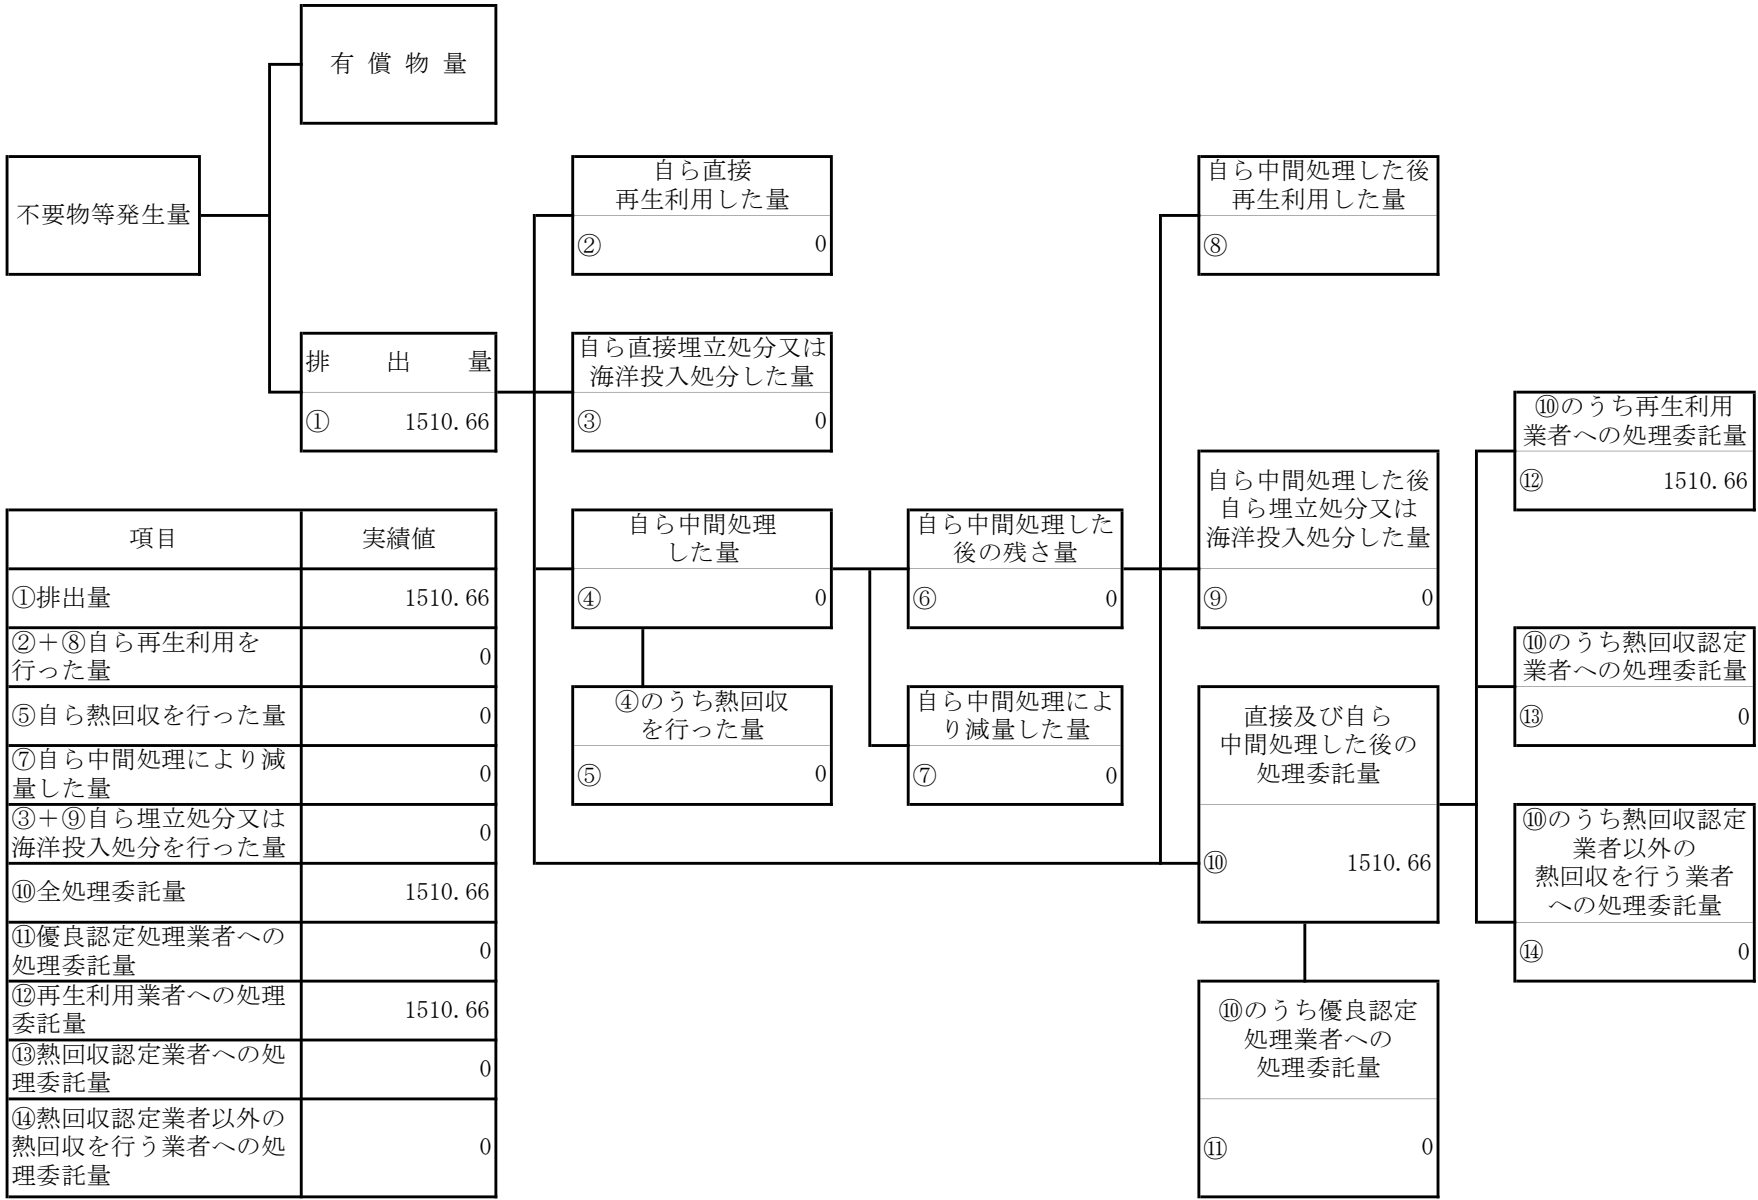 有償物量
不要物等発生量
排出量
① 1510.66
自ら直接
再生利用した量
② 0
自ら直接埋立処分又は
海洋投入処分した量
③ 0
自ら中間処理
した量
④ 0
④のうち熱回収
を行った量
⑤ 0
自ら中間処理した
後の残さ量
⑥ 0
自ら中間処理によ
り減量した量
⑦ 0
自ら中間処理した後
再生利用した量
⑧
自ら中間処理した後
自ら埋立処分又は
海洋投入処分した量
⑨ 0
直接及び自ら
中間処理した後の
処理委託量
⑩ 1510.66
⑩のうち優良認定
処理業者への
処理委託量
⑪ 0
⑩のうち再生利用
業者への処理委託量
⑫ 1510.66
⑩のうち熱回収認定
業者への処理委託量
⑬ 0
⑩のうち熱回収認定
業者以外の
熱回収を行う業者
への処理委託量
⑭ 0
項目 実績値
①排出量 1510.66
②+⑧自ら再生利用を
行った量 0
⑤自ら熱回収を行った量 0
⑦自ら中間処理により減
量した量 0
③+⑨自ら埋立処分又は
海洋投入処分を行った量 0
⑩全処理委託量 1510.66
⑪優良認定処理業者への
処理委託量 0
⑫再生利用業者への処理
委託量 1510.66
⑬熱回収認定業者への処
理委託量 0
⑭熱回収認定業者以外の
熱回収を行う業者への処
理委託量 0